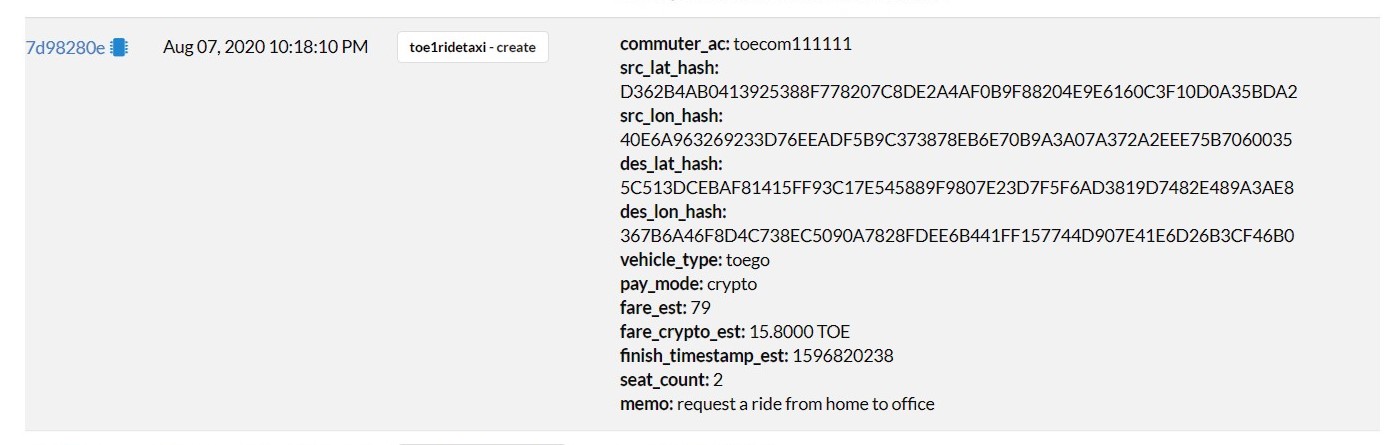 7d98280e Aug 07, 2020 10:18:10 PM toe1ridetaxi - create commuter_ac: toecom111111
src_lat_hash:
D362B4AB0413925388F778207C8DE2A4AF0B9F88204E9E6160C3F10D0A35BDA2
src_lon_hash:
40E6A963269233D76EEADF5B9C373878EB6E70B9A3A07A372A2EEE75B7060035
des_lat_hash:
5C513DCEBAF81415FF93C17E545889F9807E23D7F5F6AD3819D7482E489A3AE8
des_lon_hash:
367B6A46F8D4C738EC5090A7828FDEE6B441FF157744D907E41E6D26B3CF46B0
vehicle_type: toego
pay_mode: crypto
fare_est: 79
fare_crypto_est: 15.8000 TOE
finish_timestamp_est: 1596820238
seat_count: 2
memo: request a ride from home to office